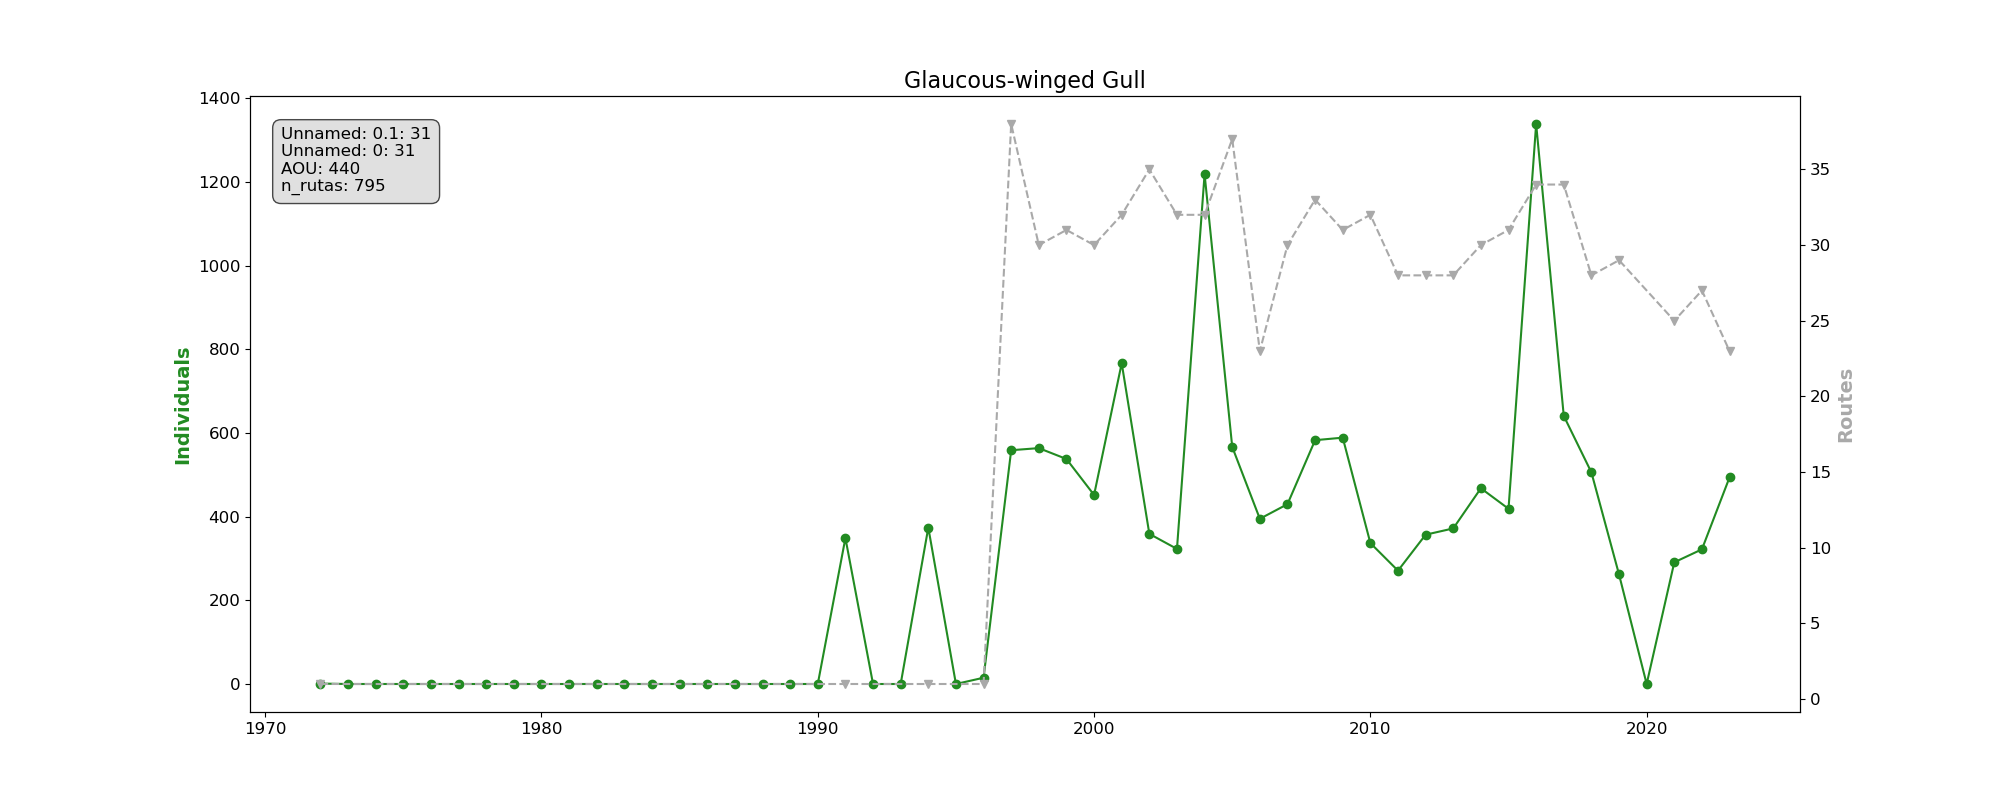 Glaucous-winged Gull
Unnamed: 0.1: 31
Unnamed: 0: 31
AOU: 440
n_rutas: 795
Individuals
1400
1200
1000
800
600
400
200
0
35
30
25
20
15
10
5
0
Routes
1970 1980 1990 2000 2010 2020